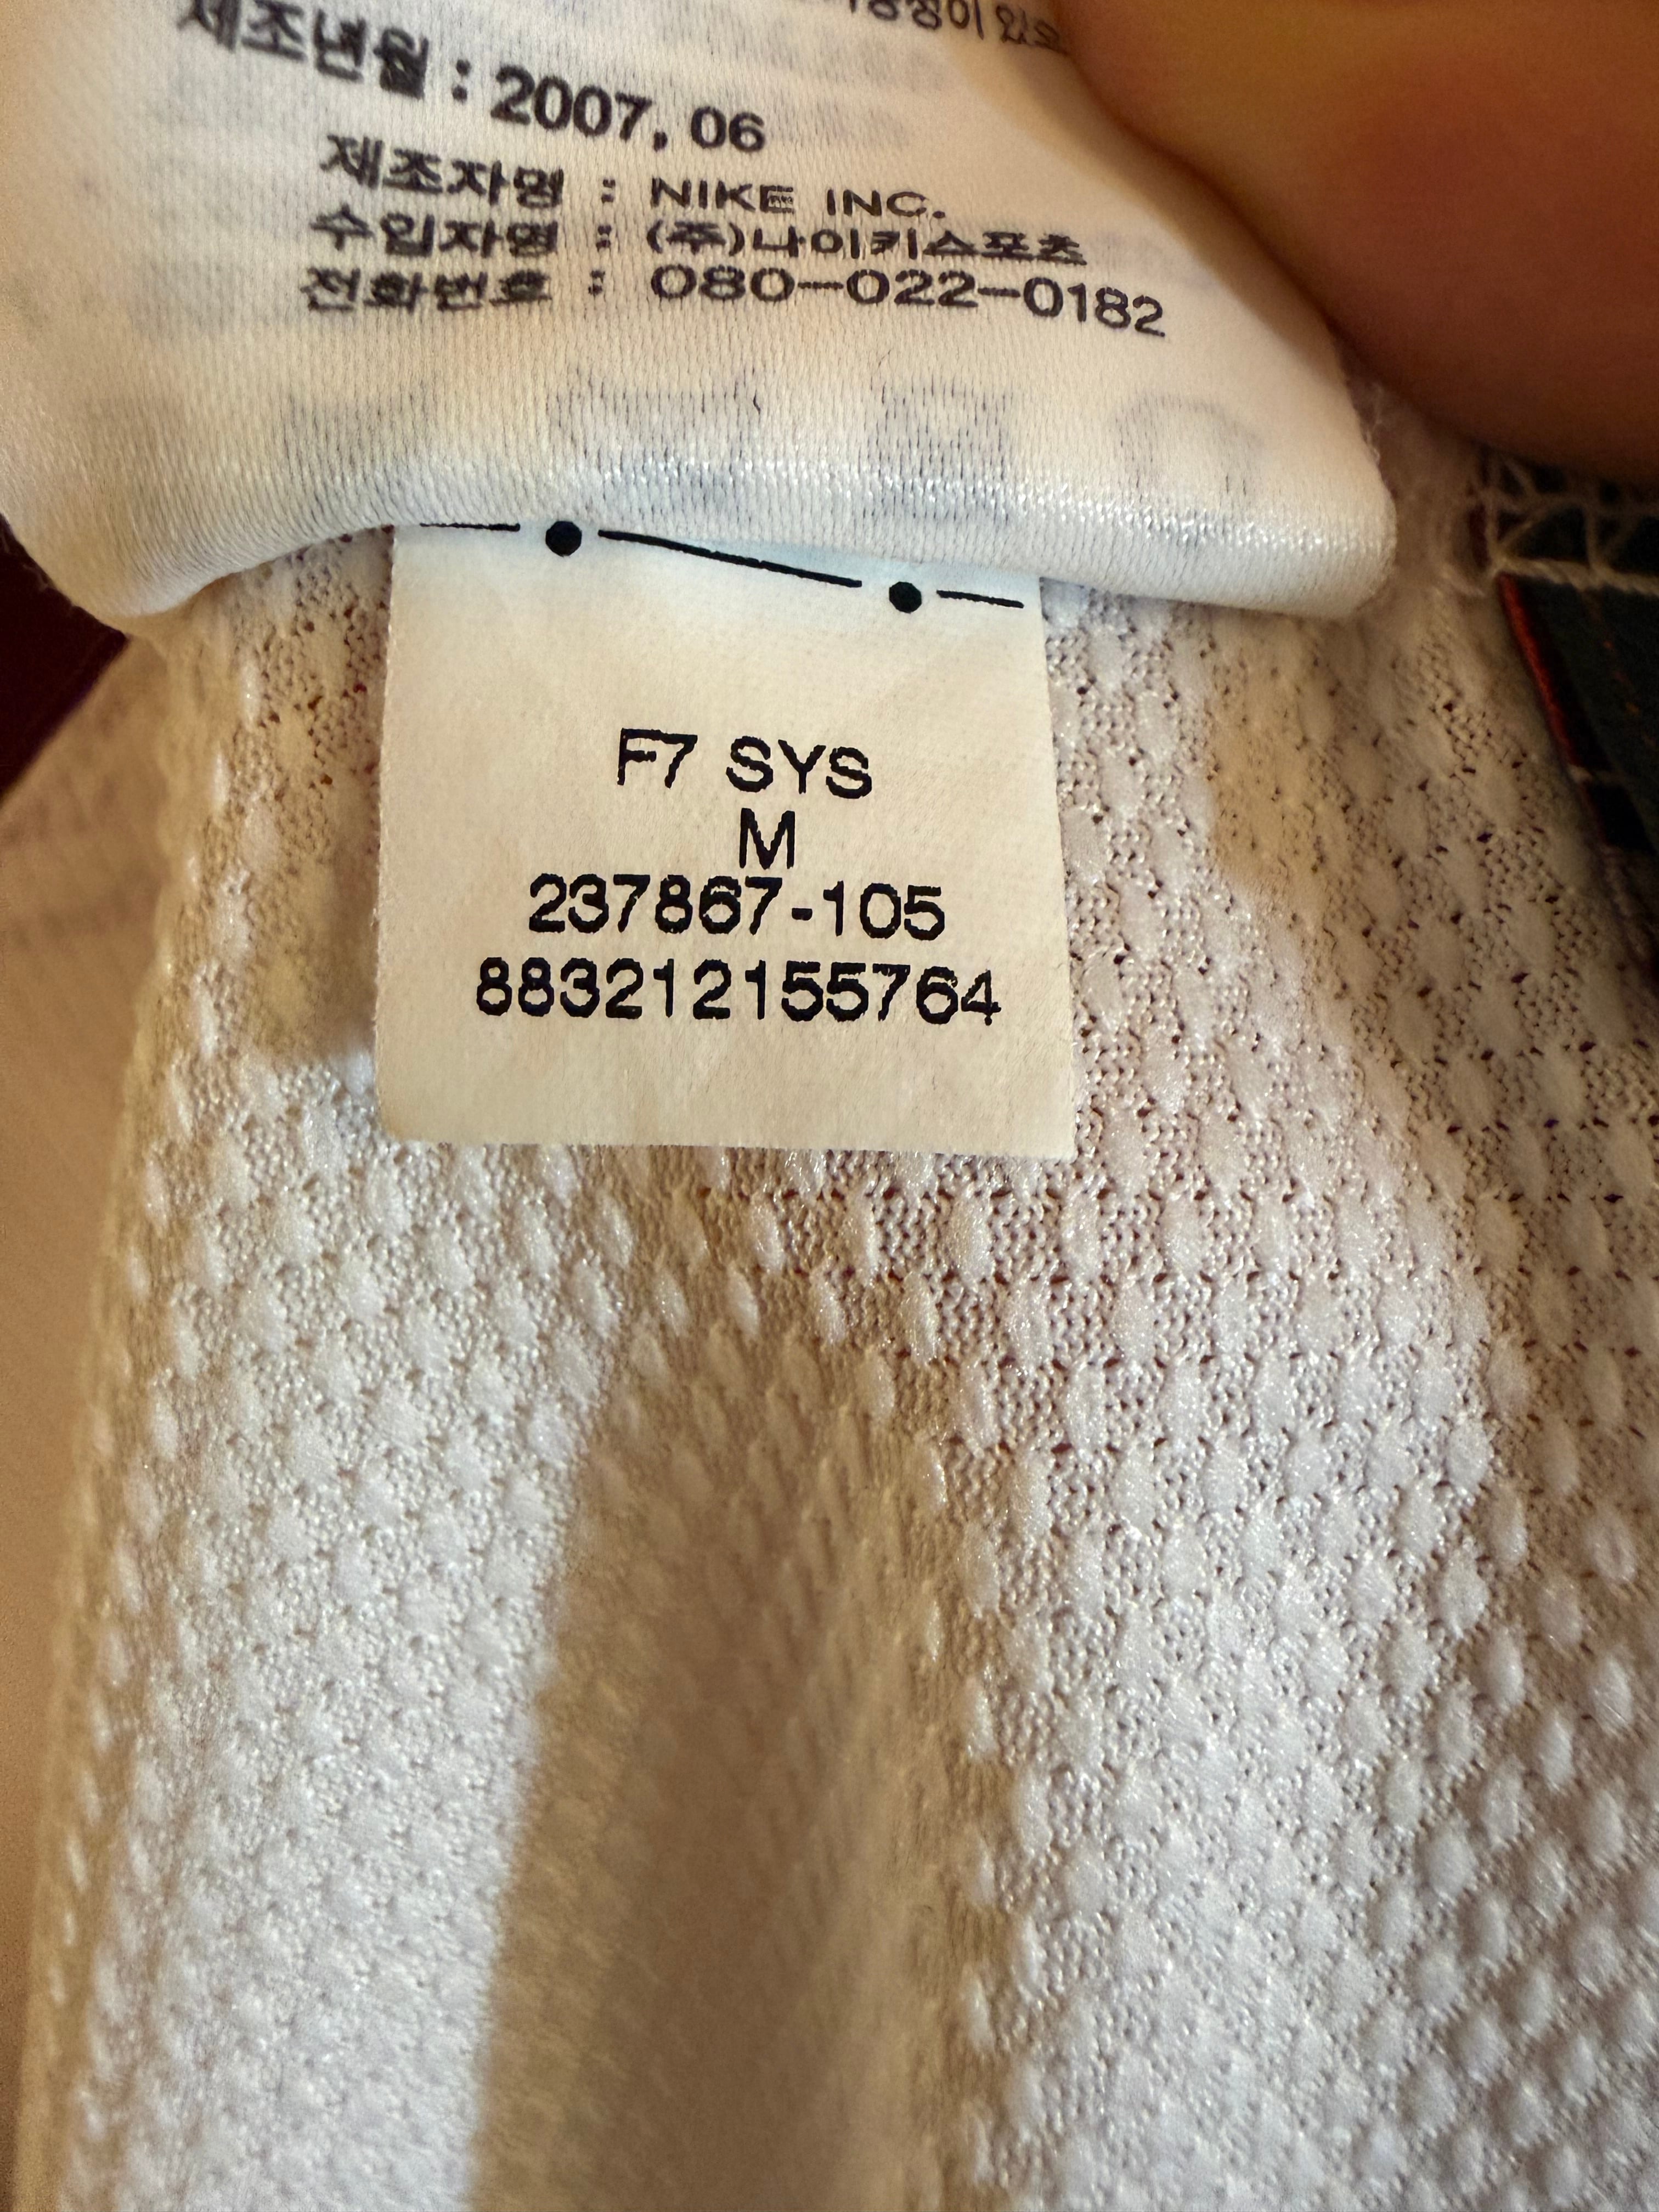 제조년월 : 2007, 06
제조자명 : NIKE INC.
수입자명 : (주)나이키스포츠
전화번호 : 080-022-0182
F7 SYS
M
237867-105
883212155764